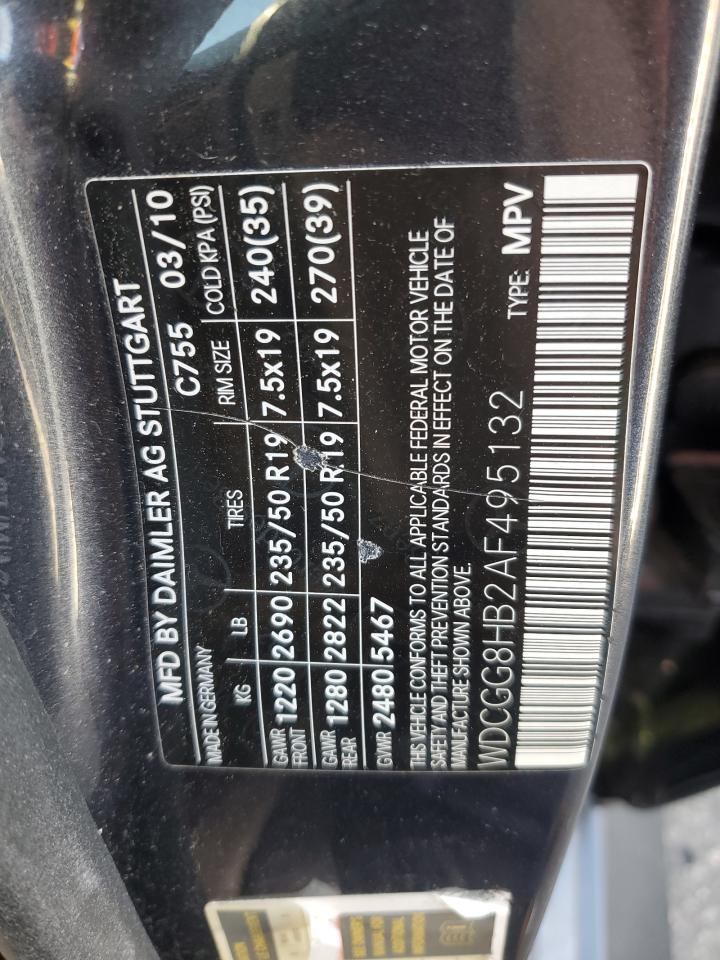 MFD BY DAIMLER AG STUTTGART
MADE IN GERMANY C755 03/10
KG LB TIRES RIM SIZE COLD KPA (PSI)
GAWR FRONT 1220 2690 235/50 R19 7.5x19 240(35)
GAWR REAR 1280 2822 235/50 R19 7.5x19 270(39)
GVWR 2480 5467
THIS VEHICLE CONFORMS TO ALL APPLICABLE FEDERAL MOTOR VEHICLE
SAFETY AND THEFT PREVENTION STANDARDS IN EFFECT ON THE DATE OF
MANUFACTURE SHOWN ABOVE.
WDCGG8HB2AF495132 TYPE: MPV